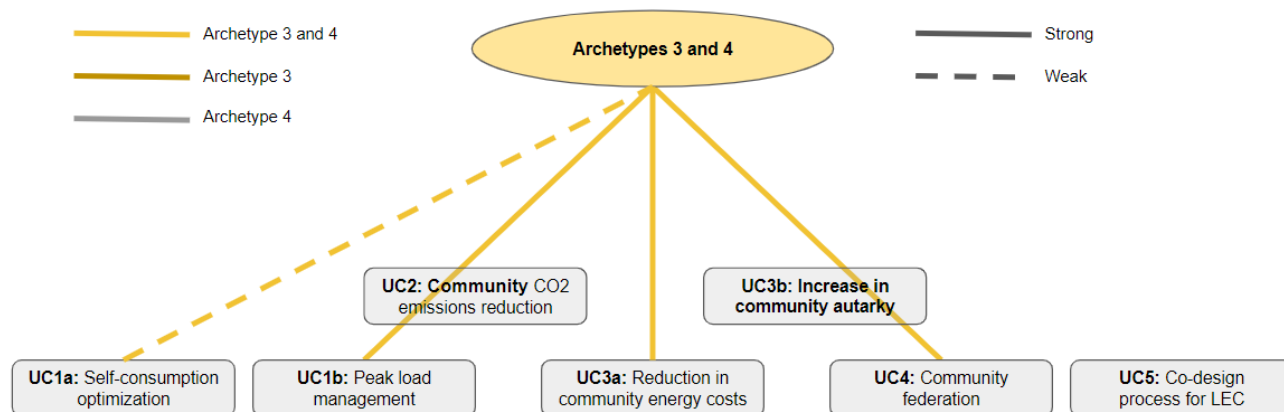 Archetype 3 and 4
Archetypes 3 and 4
Strong
Archetype 3
Weak
Archetype 4
UC2: Community CO2
emissions reduction
UC3b: Increase in
community autarky
UC1a: Self-consumption
optimization
UC1b: Peak load
management
UC3a: Reduction in
community energy costs
UC4: Community
federation
UC5: Co-design
process for LEC